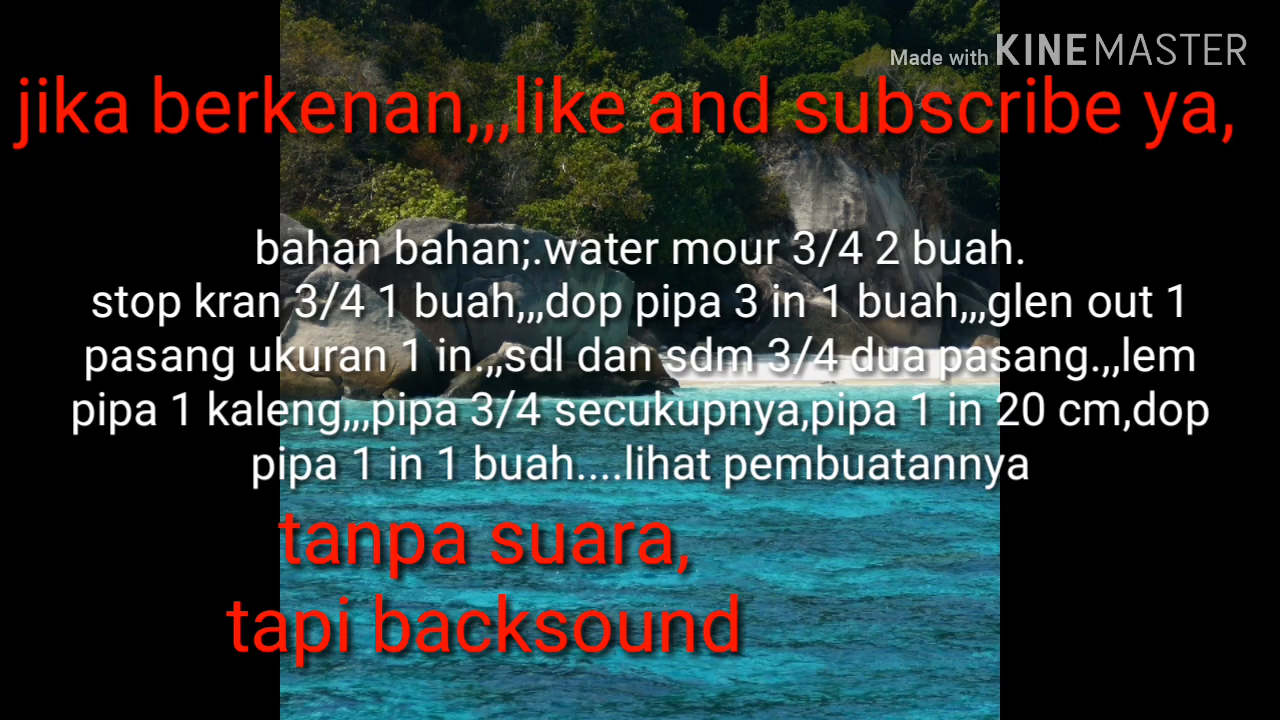 Made with KINEMASTER
jika berkenan,,,like and subscribe ya,
bahan bahan;.water mour 3/4 2 buah.
stop kran 3/4 1 buah,,,dop pipa 3 in 1 buah,,,glen out 1
pasang ukuran 1 in.,,sdl dan sdm 3/4 dua pasang.,,lem
pipa 1 kaleng,,,pipa 3/4 secukupnya,pipa 1 in 20 cm,dop
pipa 1 in 1 buah....lihat pembuatannya
tanpa suara,
tapi backsound